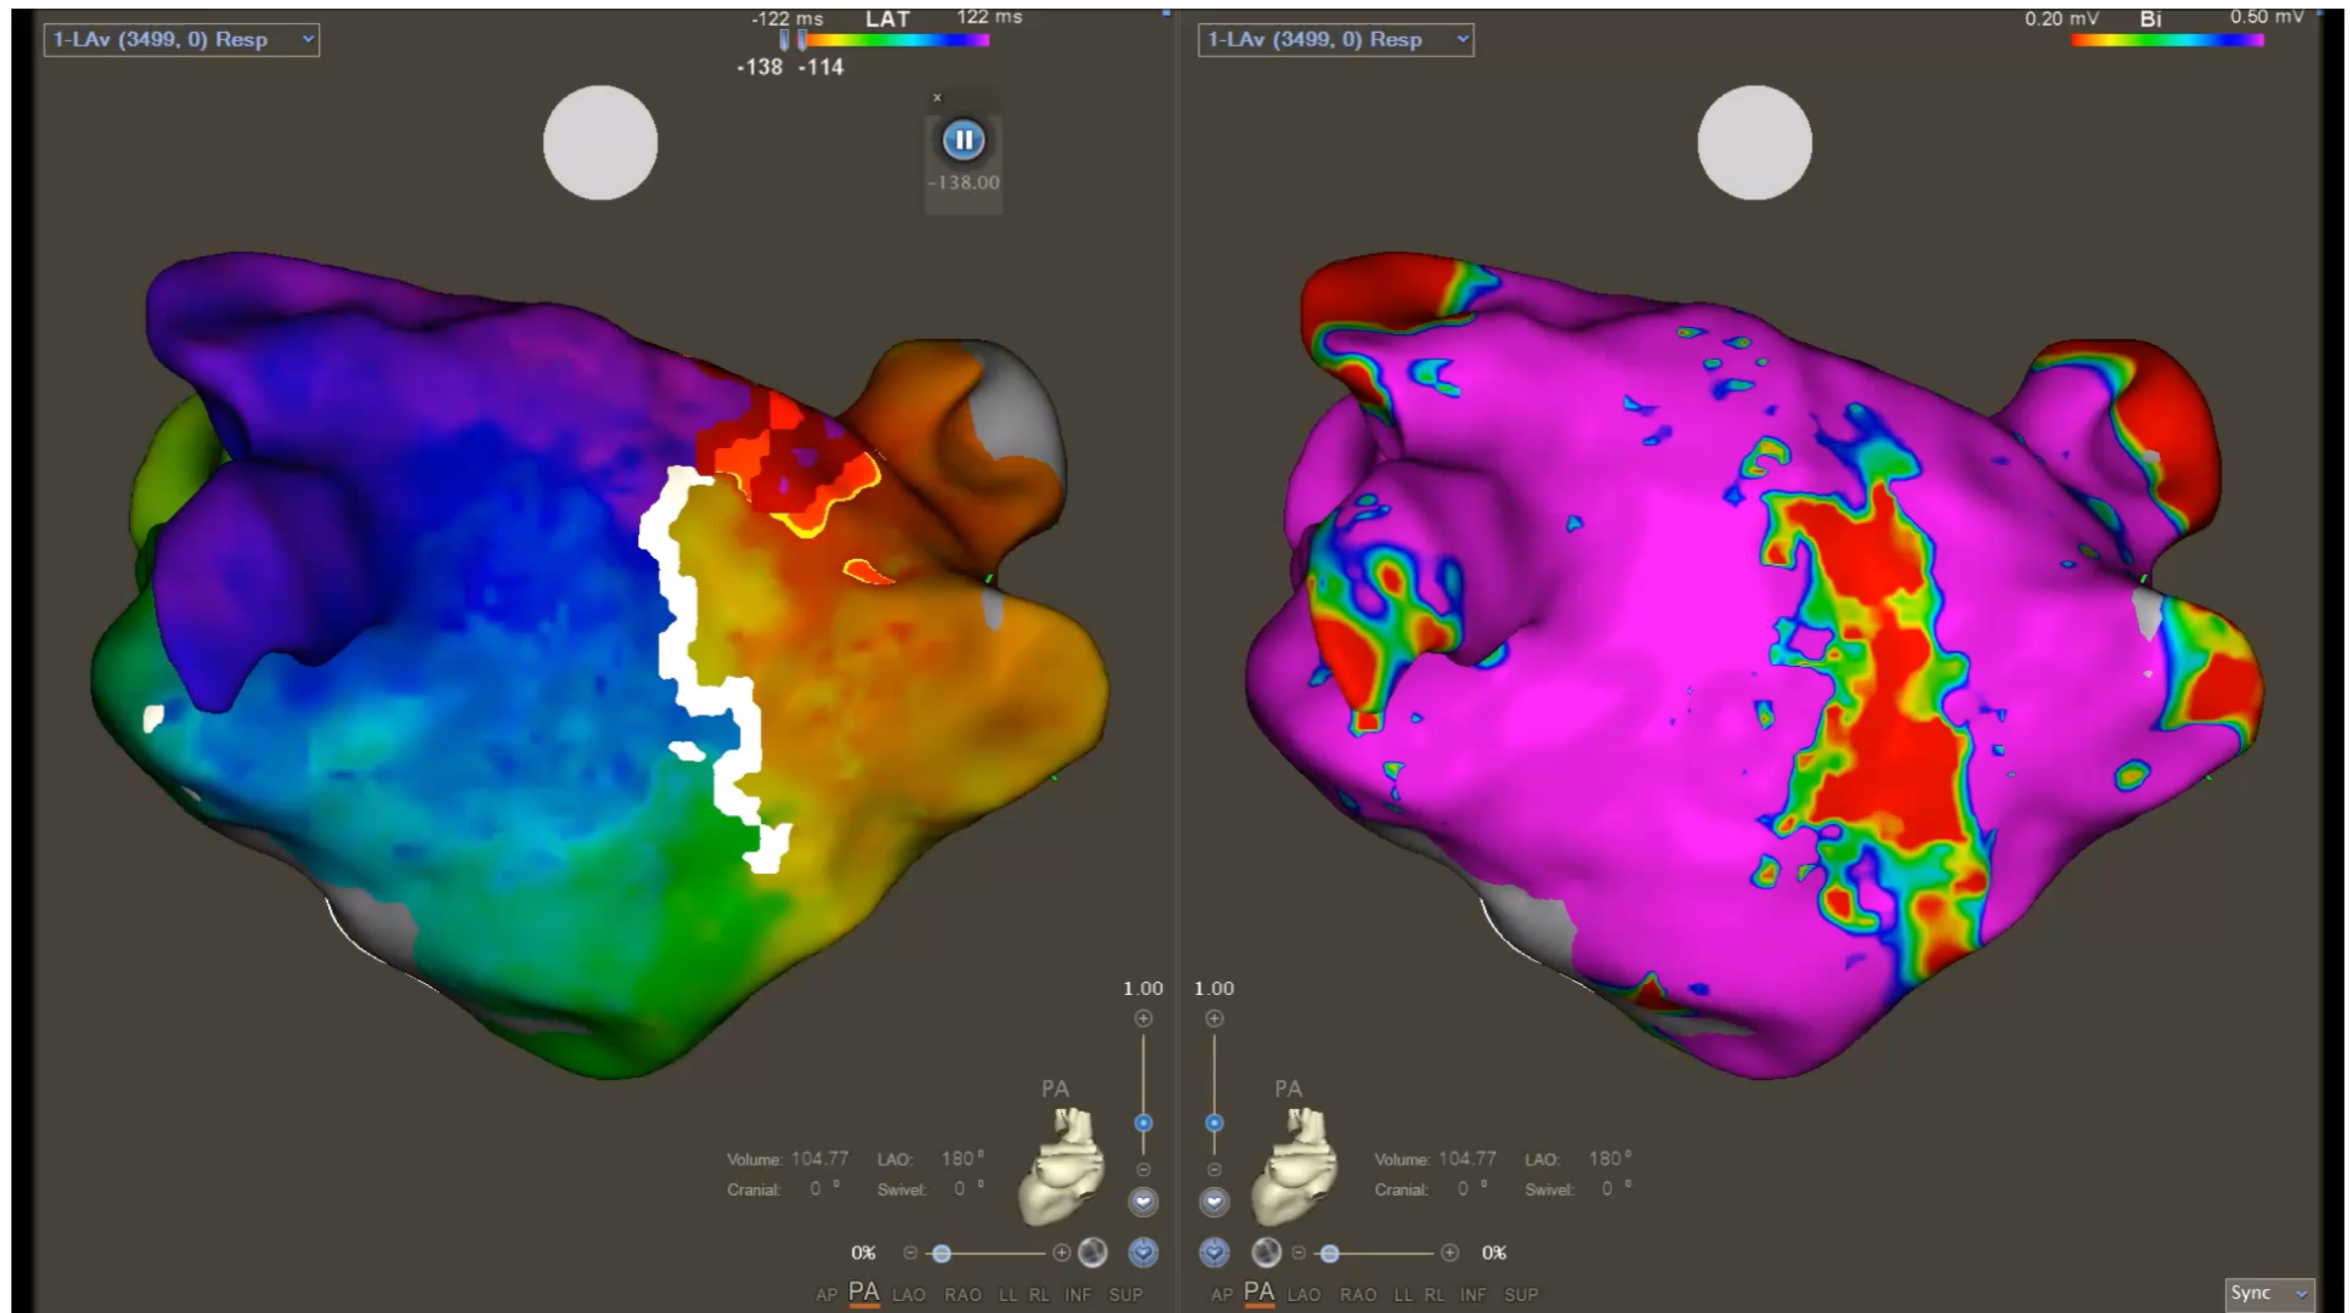 1-LAv (3499, 0) Resp
-122 ms LAT 122 ms
-138 -114
x
-138.00
1.00
PA
Volume: 104.77 LAO: 180 °
Cranial: 0 ° Swivel: 0 °
0%
AP PA LAO RAO LL RL INF SUP
1-LAv (3499, 0) Resp
0.20 mV Bi 0.50 mV
1.00
PA
Volume: 104.77 LAO: 180 °
Cranial: 0 ° Swivel: 0 °
0%
AP PA LAO RAO LL RL INF SUP
Sync